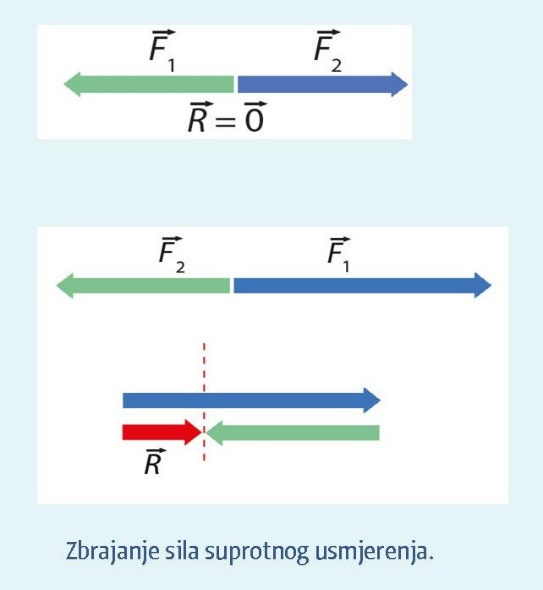 F⃗₁ F⃗₂
R⃗ = 0⃗
F⃗₂ F⃗₁
R⃗
Zbrajanje sila suprotnog usmjerenja.